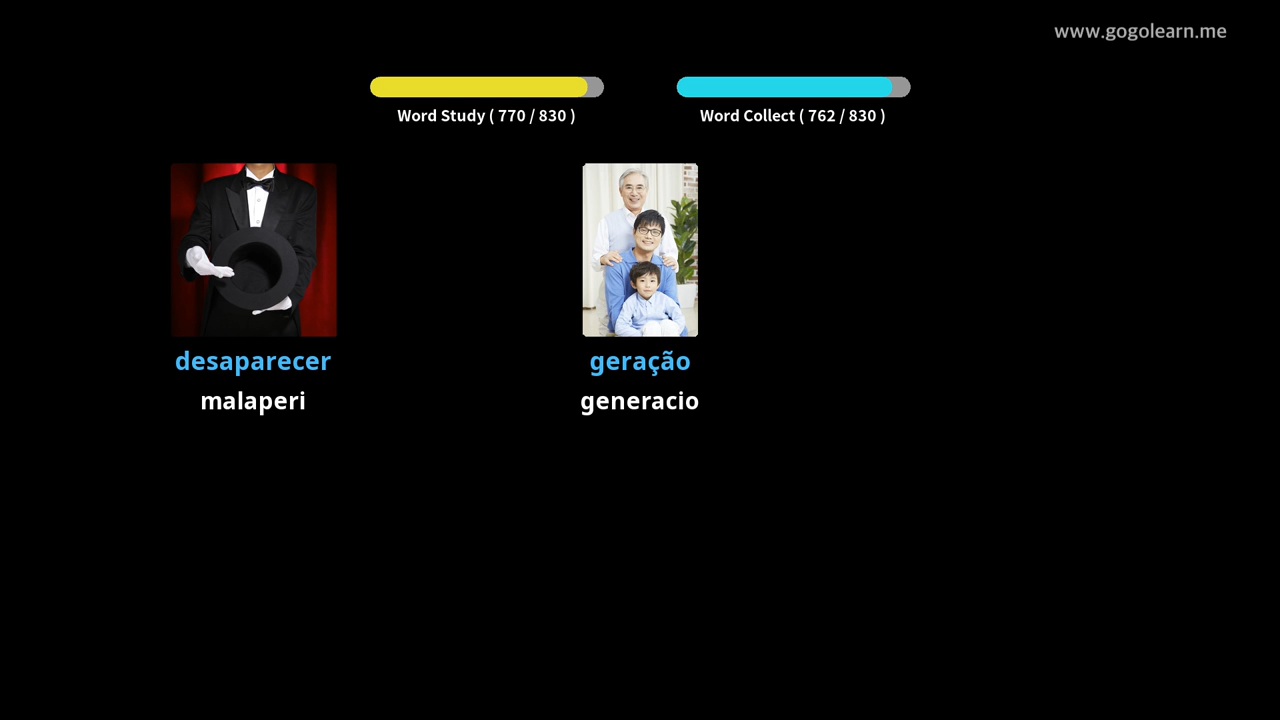 www.gogolearn.me
Word Study ( 770 / 830 )
Word Collect ( 762 / 830 )
desaparecer
malaperi
geração
generacio